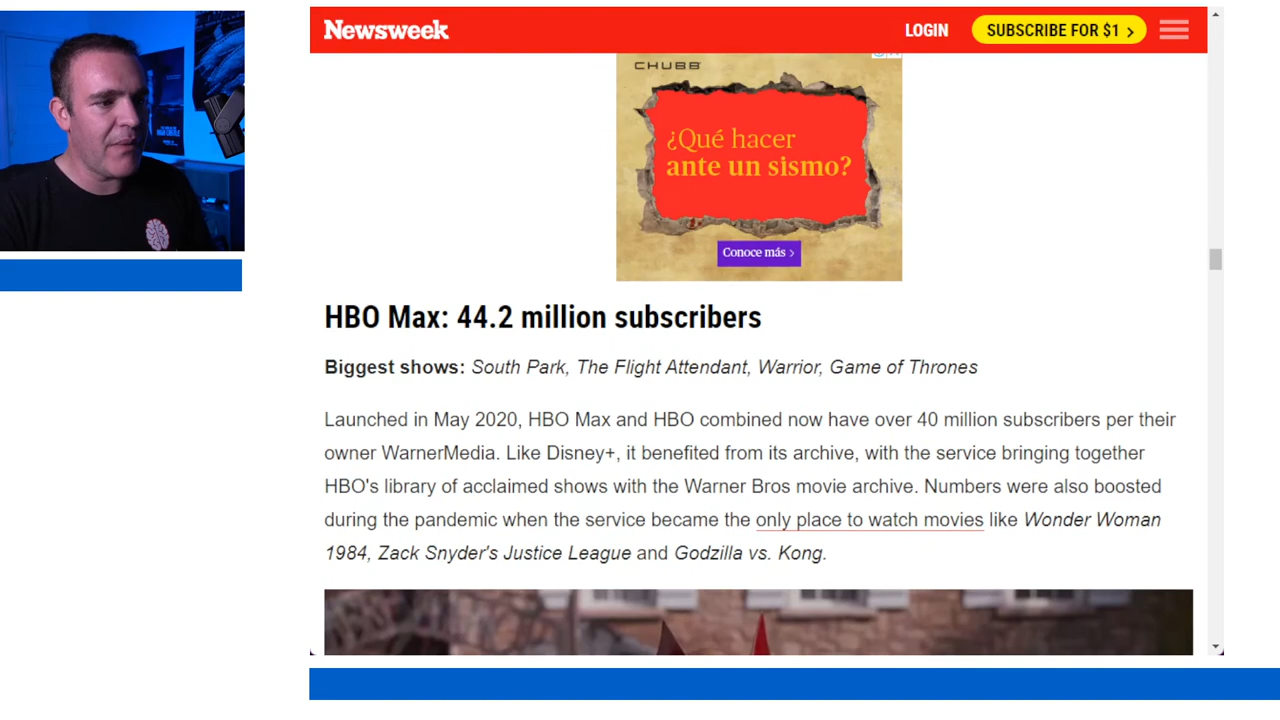 Newsweek
LOGIN
SUBSCRIBE FOR $1 >
CHUBB
¿Qué hacer
ante un sismo?
Conoce más >
HBO Max: 44.2 million subscribers
Biggest shows: South Park, The Flight Attendant, Warrior, Game of Thrones
Launched in May 2020, HBO Max and HBO combined now have over 40 million subscribers per their
owner WarnerMedia. Like Disney+, it benefited from its archive, with the service bringing together
HBO's library of acclaimed shows with the Warner Bros movie archive. Numbers were also boosted
during the pandemic when the service became the only place to watch movies like Wonder Woman
1984, Zack Snyder's Justice League and Godzilla vs. Kong.